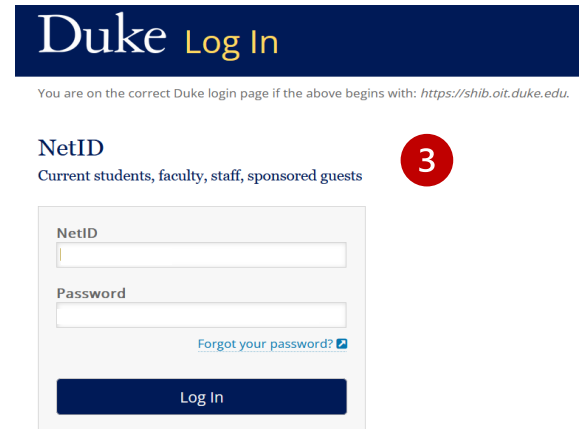 Duke Log In
You are on the correct Duke login page if the above begins with: https://shib.oit.duke.edu.
NetID
Current students, faculty, staff, sponsored guests
3
NetID
Password
Forgot your password?
Log In